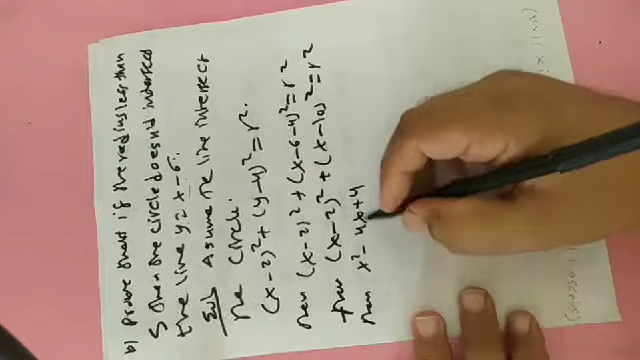 b) Prove that if the radius less than
5 then the circle doesn't intersect
the line y = x - 6.
Sol: Assume the line intersect
the circle.
(x-2)² + (y-4)² = r².
then (x-2)² + (x-6-4)² = r²
then (x-2)² + (x-10)² = r²
then x² - 4x + 4